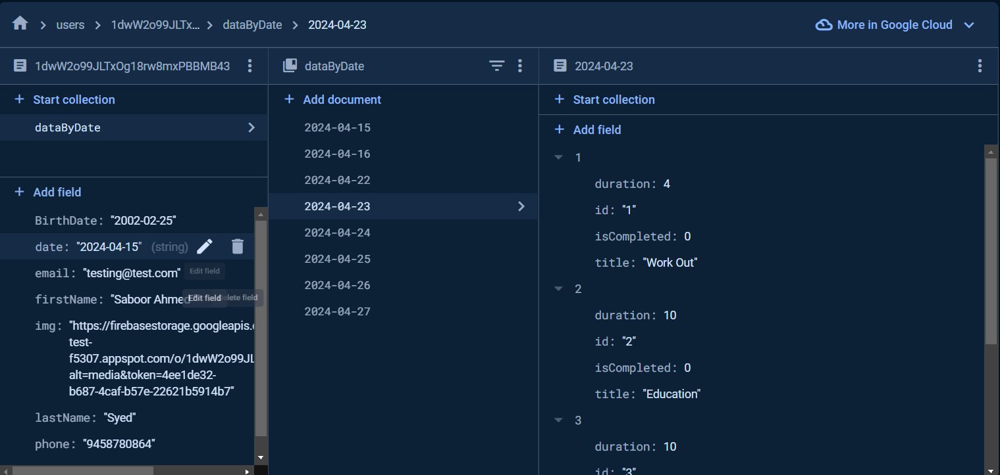 users
1dwW2o99JLTx...
dataByDate
2024-04-23
More in Google Cloud
1dwW2o99JLTxOg18rw8mxPBBMB43
Start collection
dataByDate
Add field
BirthDate: "2002-02-25"
date: "2024-04-15" (string)
email: "testing@test.com"
Edit field
firstName: "Saboor Ahmed
Edit field
elete field
img: "https://firebasestorage.googleapis.c
test-
f5307.appspot.com/o/1dwW2o99JL
alt=media&token=4ee1de32-
b687-4caf-b57e-22621b5914b7"
lastName: "Syed"
phone: "9458780864"
dataByDate
Add document
2024-04-15
2024-04-16
2024-04-22
2024-04-23
2024-04-24
2024-04-25
2024-04-26
2024-04-27
2024-04-23
Start collection
Add field
1
duration: 4
id: "1"
isCompleted: 0
title: "Work Out"
2
duration: 10
id: "2"
isCompleted: 0
title: "Education"
3
duration: 10
id: "3"